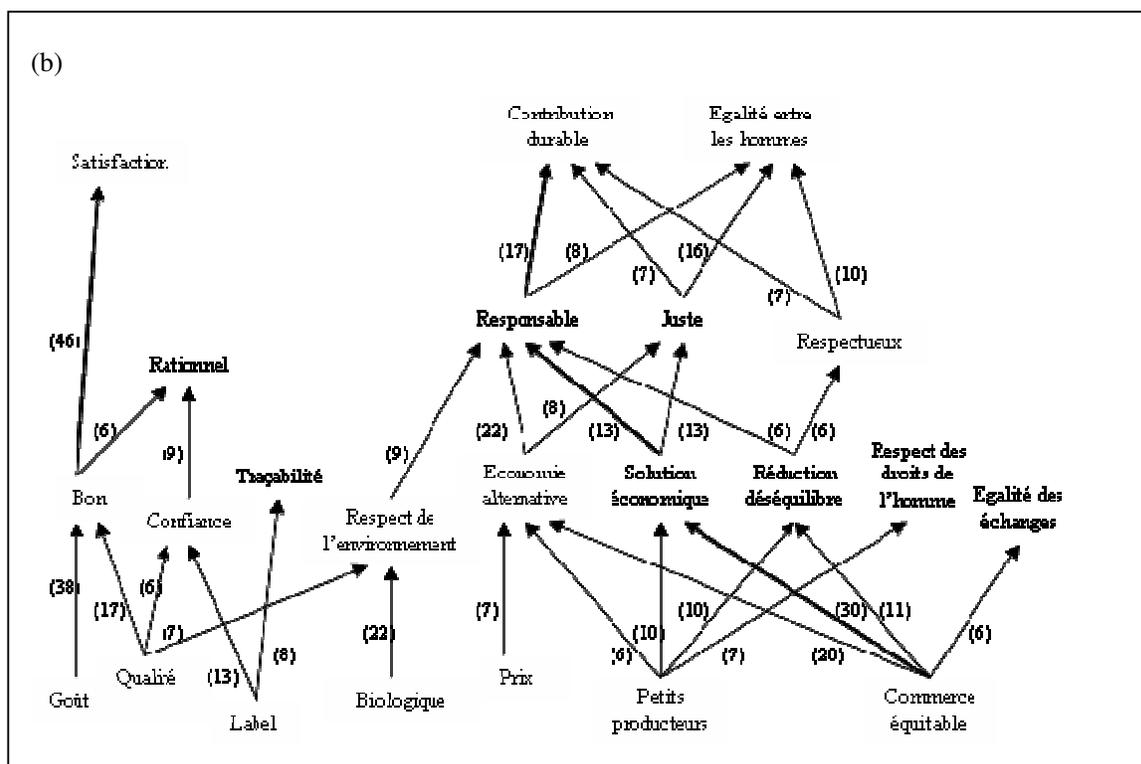 (b)
Contribution
durable
Egalité entre
les hommes
Satisfaction
(17)
(8)
(16)
(7)
(10)
(7)
Responsable
Juste
Respectueux
(46)
Rationnel
(6)
(9)
(9)
(22)
(8)
(13)
(13)
(6)
(6)
Traçabilité
Bon
Confiance
Respect de
l'environnement
Economie
alternative
Solution
économique
Réduction
déséquilibre
Respect des
droits de
l'homme
Egalité des
échanges
(38)
(17)
(6)
(7)
(13)
(8)
(22)
(7)
(6)
(10)
(10)
(7)
(30)
(11)
(20)
(6)
Goût
Qualité
Label
Biologique
Prix
Petits
producteurs
Commerce
équitable